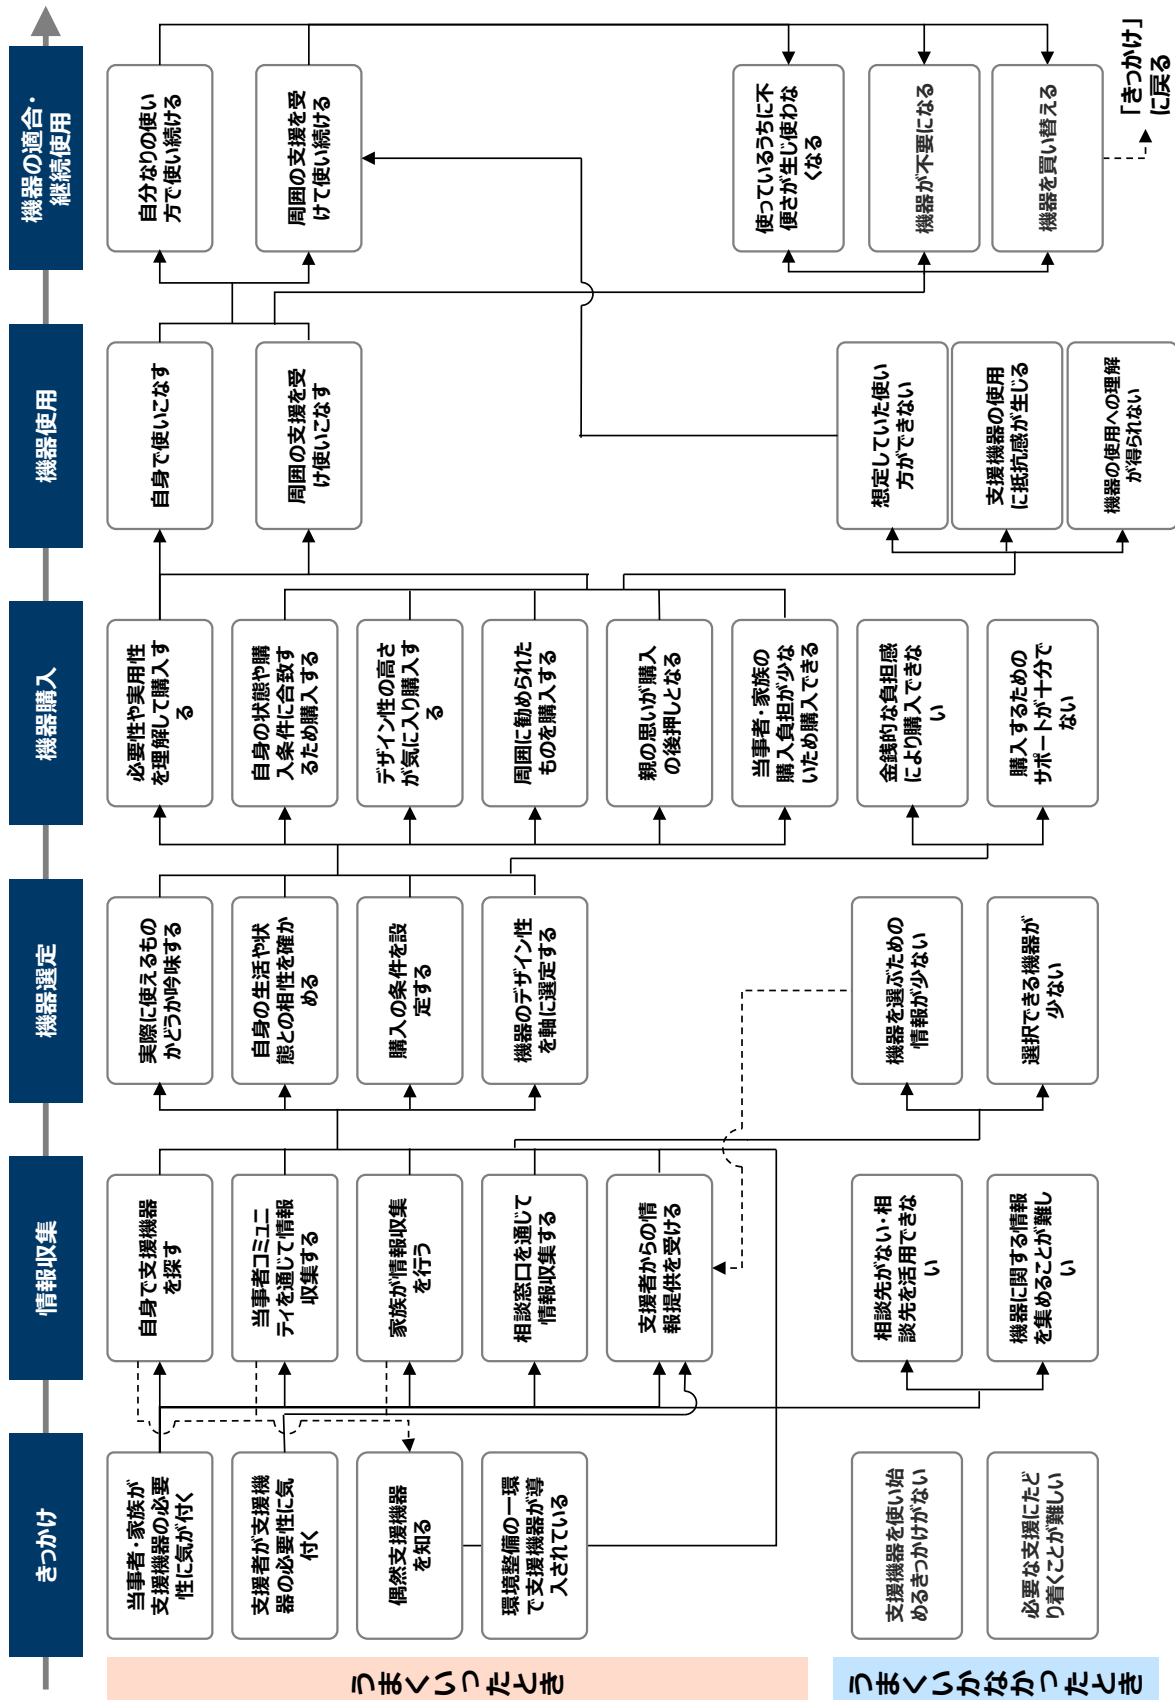 きっかけ
情報収集
機器選定
機器購入
機器使用
機器の適合・
継続使用
うまくいったとき
当事者・家族が
支援機器の必要
性に気が付く
支援者が支援機
器の必要性に気
付く
偶然支援機器
を知る
環境整備の一環
で支援機器が導
入されている
自身で支援機器
を探す
当事者コミュニ
ティを通じて情報
収集する
家族が情報収集
を行う
相談窓口を通じて
情報収集する
支援者からの情
報提供を受ける
実際に使えるもの
かどうか吟味する
自身の生活や状
態との相性を確か
める
購入の条件を設
定する
機器のデザイン性
を軸に選定する
必要性や実用性
を理解して購入す
る
自身の状態や購
入条件に合致す
るため購入する
デザイン性の高さ
が気に入り購入す
る
周囲に勧められた
ものを購入する
親の思いが購入
の後押しとなる
当事者・家族の
購入負担が少な
いため購入できる
自身で使いこなす
周囲の支援を受
け使いこなす
自分なりの使い
方で使い続ける
周囲の支援を受
けて使い続ける
うまくいかなかったとき
支援機器を使い始
めるきっかけがない
必要な支援にたど
り着くことが難しい
相談先がない・相
談先を活用できな
い
機器に関する情報
を集めることが難し
い
機器を選ぶための
情報が少ない
選択できる機器が
少ない
金銭的な負担感
により購入できな
い
購入するための
サポートが十分で
ない
想定していた使い
方ができない
支援機器の使用
に抵抗感が生じる
機器の使用への理解
が得られない
使っているうちに不
便さが生じ使わな
くなる
機器が不要になる
機器を買い替える
「きっかけ」
に戻る